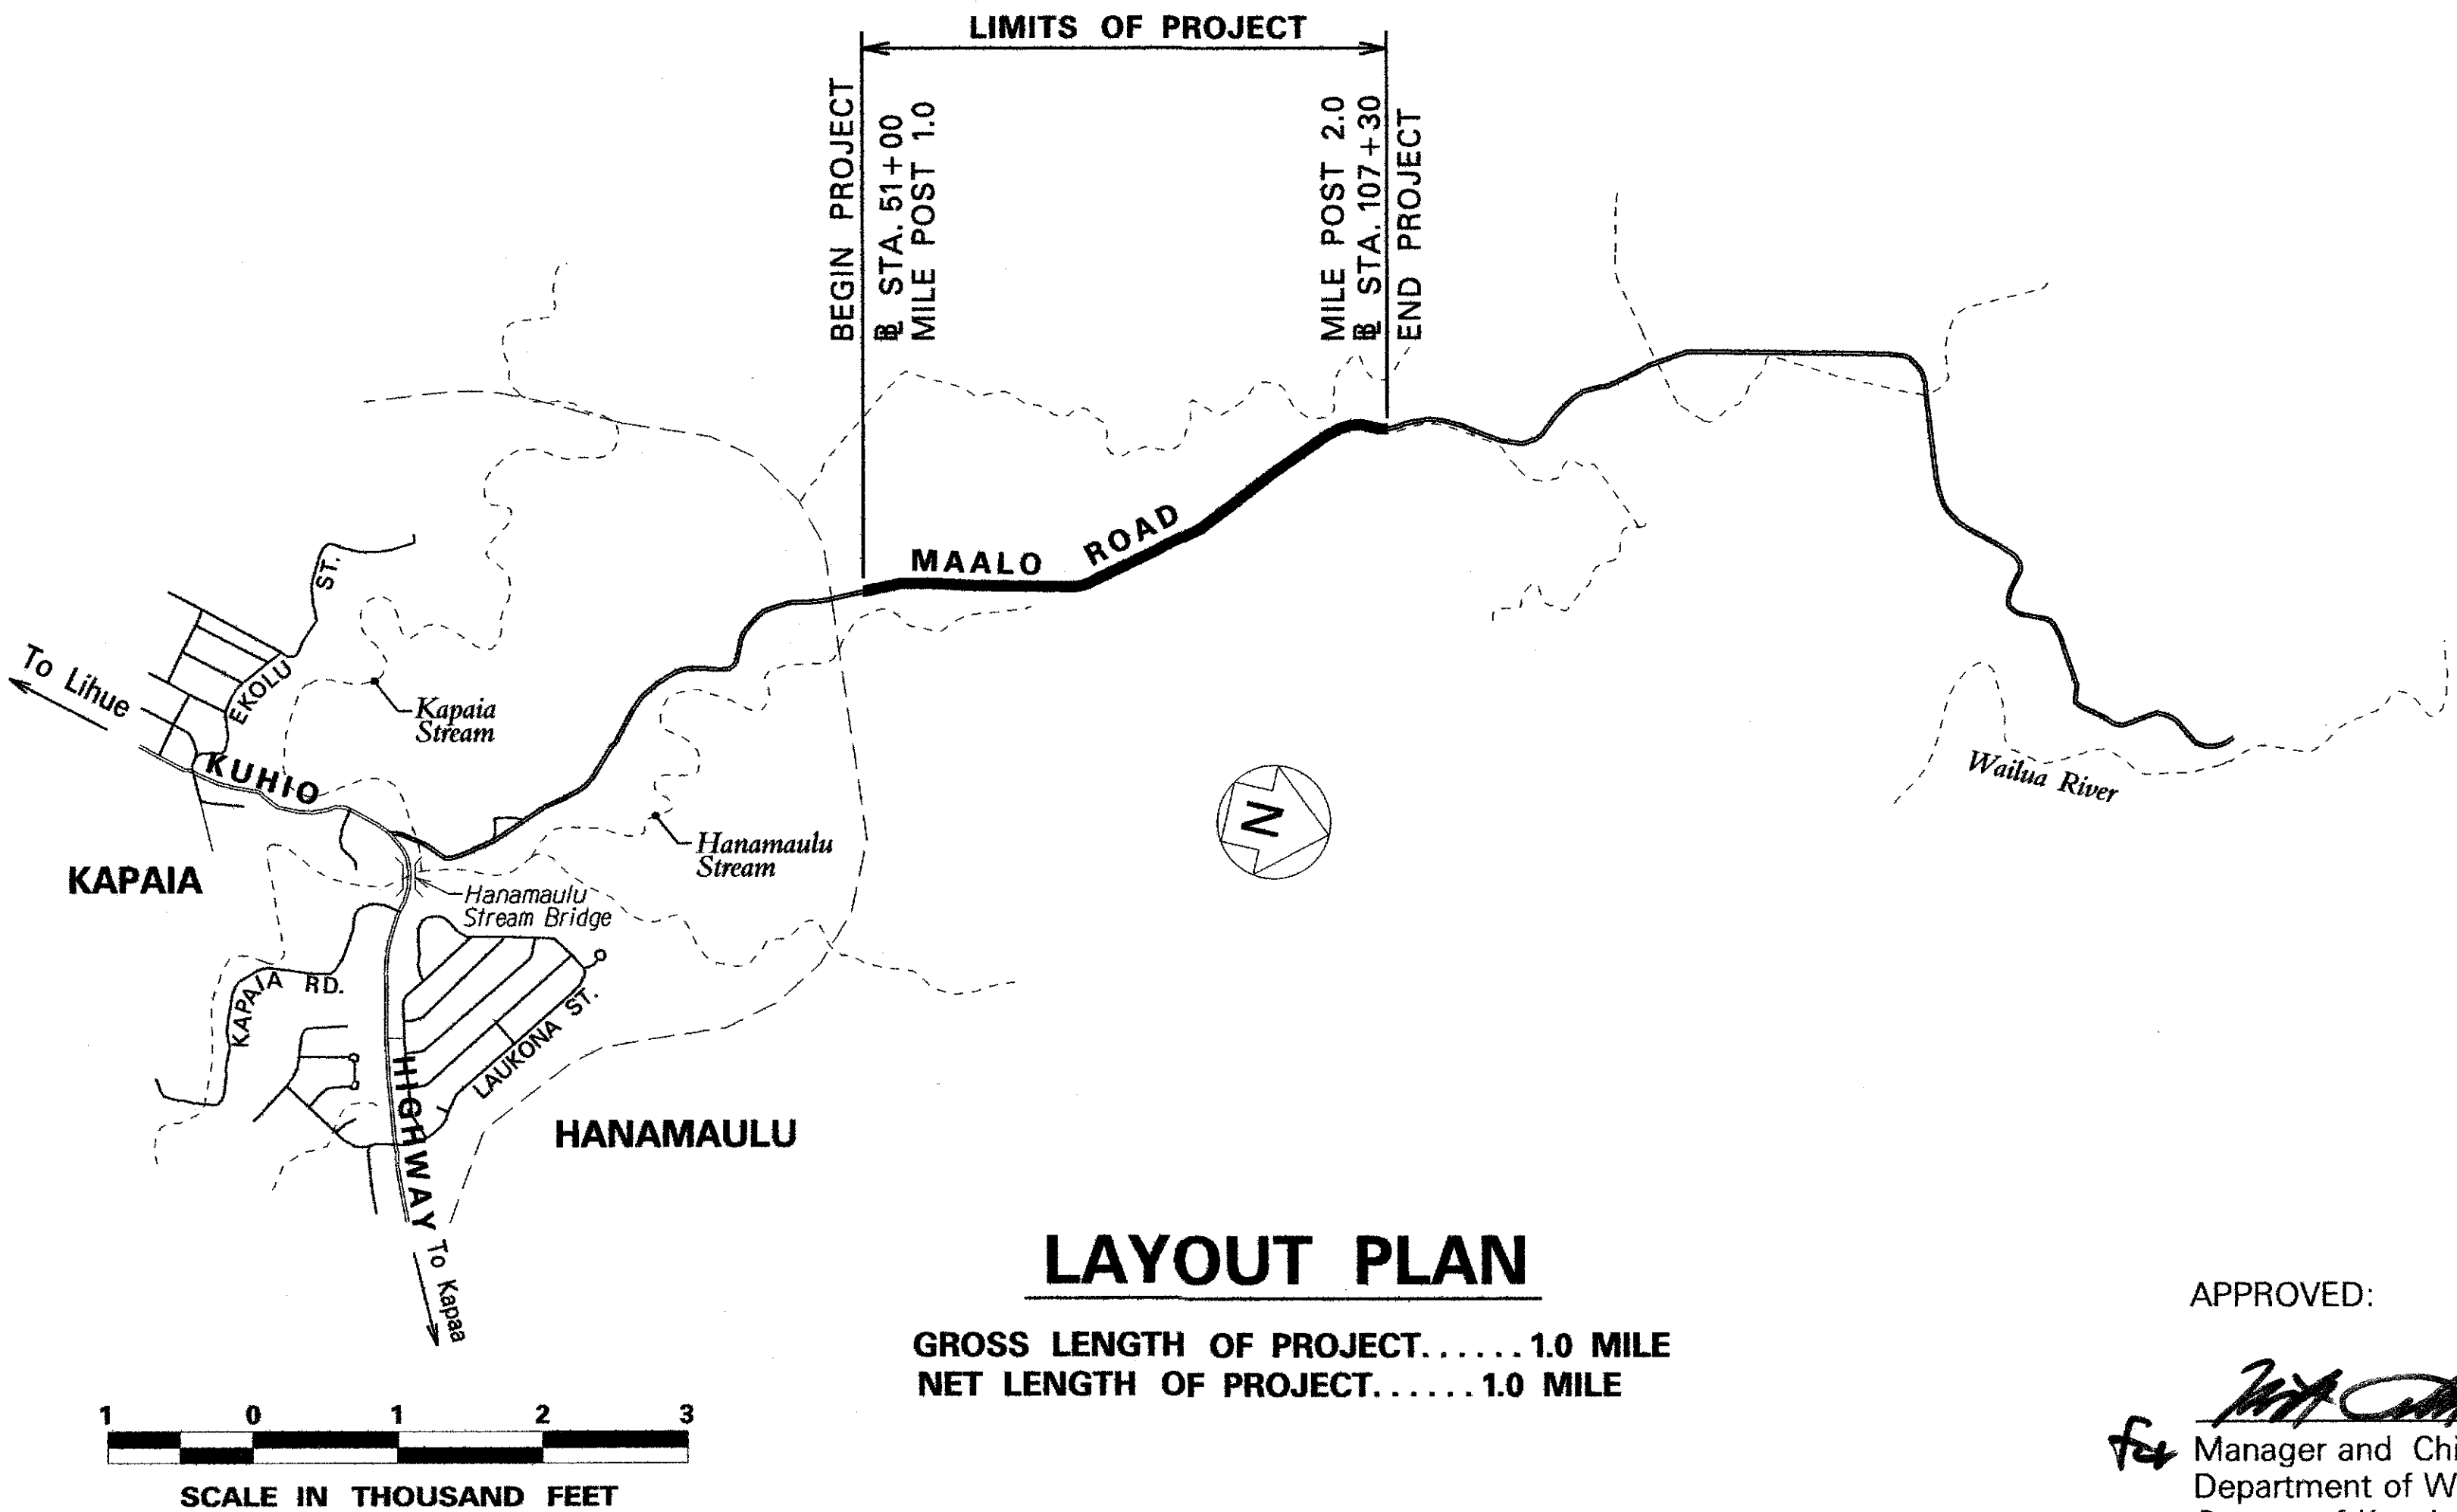 LIMITS OF PROJECT
BEGIN PROJECT
BL STA. 51+00
MILE POST 1.0
MILE POST 2.0
BL STA. 107+30
END PROJECT
MAALO ROAD
EKOLU ST.
To Lihue
Kapaia
Stream
KUHIO
Hanamaulu
Stream
Wailua River
N
KAPAIA
Hanamaulu
Stream Bridge
KAPAIA RD.
LAUKONA ST.
HIGHWAY
HANAMAULU
To Kapaa
LAYOUT PLAN
GROSS LENGTH OF PROJECT......1.0 MILE
NET LENGTH OF PROJECT......1.0 MILE
1 0 1 2 3
SCALE IN THOUSAND FEET
APPROVED:
for Manager and Chi
Department of W